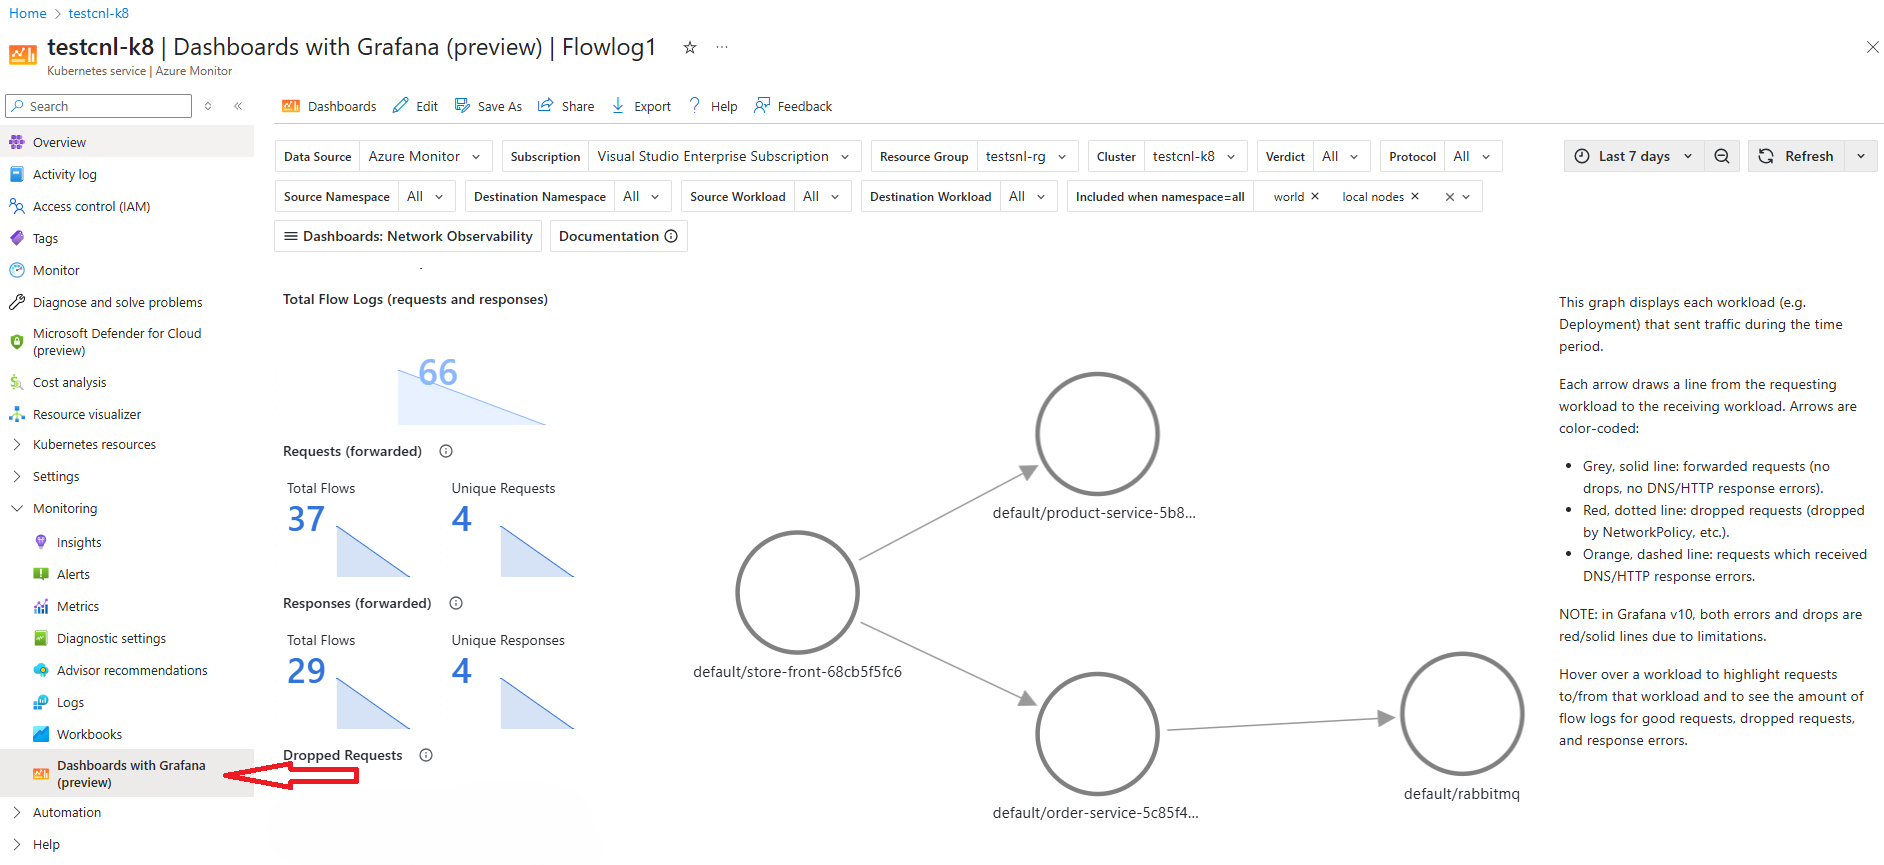 Home > testcnl-k8
testcnl-k8 | Dashboards with Grafana (preview) | Flowlog1
Kubernetes service | Azure Monitor
Search
Overview
Activity log
Access control (IAM)
Tags
Monitor
Diagnose and solve problems
Microsoft Defender for Cloud
(preview)
Cost analysis
Resource visualizer
Kubernetes resources
Settings
Monitoring
Insights
Alerts
Metrics
Diagnostic settings
Advisor recommendations
Logs
Workbooks
Dashboards with Grafana
(preview)
Automation
Help
Dashboards Edit Save As Share Export Help Feedback
Data Source Azure Monitor Subscription Visual Studio Enterprise Subscription Resource Group testsnl-rg Cluster testcnl-k8 Verdict All Protocol All Last 7 days Refresh
Source Namespace All Destination Namespace All Source Workload All Destination Workload All Included when namespace=all world local nodes
Dashboards: Network Observability Documentation
Total Flow Logs (requests and responses)
66
Requests (forwarded)
Total Flows Unique Requests
37 4
Responses (forwarded)
Total Flows Unique Responses
29 4
Dropped Requests
default/product-service-5b8...
default/store-front-68cb5f5fc6
default/order-service-5c85f4...
default/rabbitmq
This graph displays each workload (e.g.
Deployment) that sent traffic during the time
period.
Each arrow draws a line from the requesting
workload to the receiving workload. Arrows are
color-coded:
• Grey, solid line: forwarded requests (no
drops, no DNS/HTTP response errors).
• Red, dotted line: dropped requests (dropped
by NetworkPolicy, etc.).
• Orange, dashed line: requests which received
DNS/HTTP response errors.
NOTE: in Grafana v10, both errors and drops are
red/solid lines due to limitations.
Hover over a workload to highlight requests
to/from that workload and to see the amount of
flow logs for good requests, dropped requests,
and response errors.